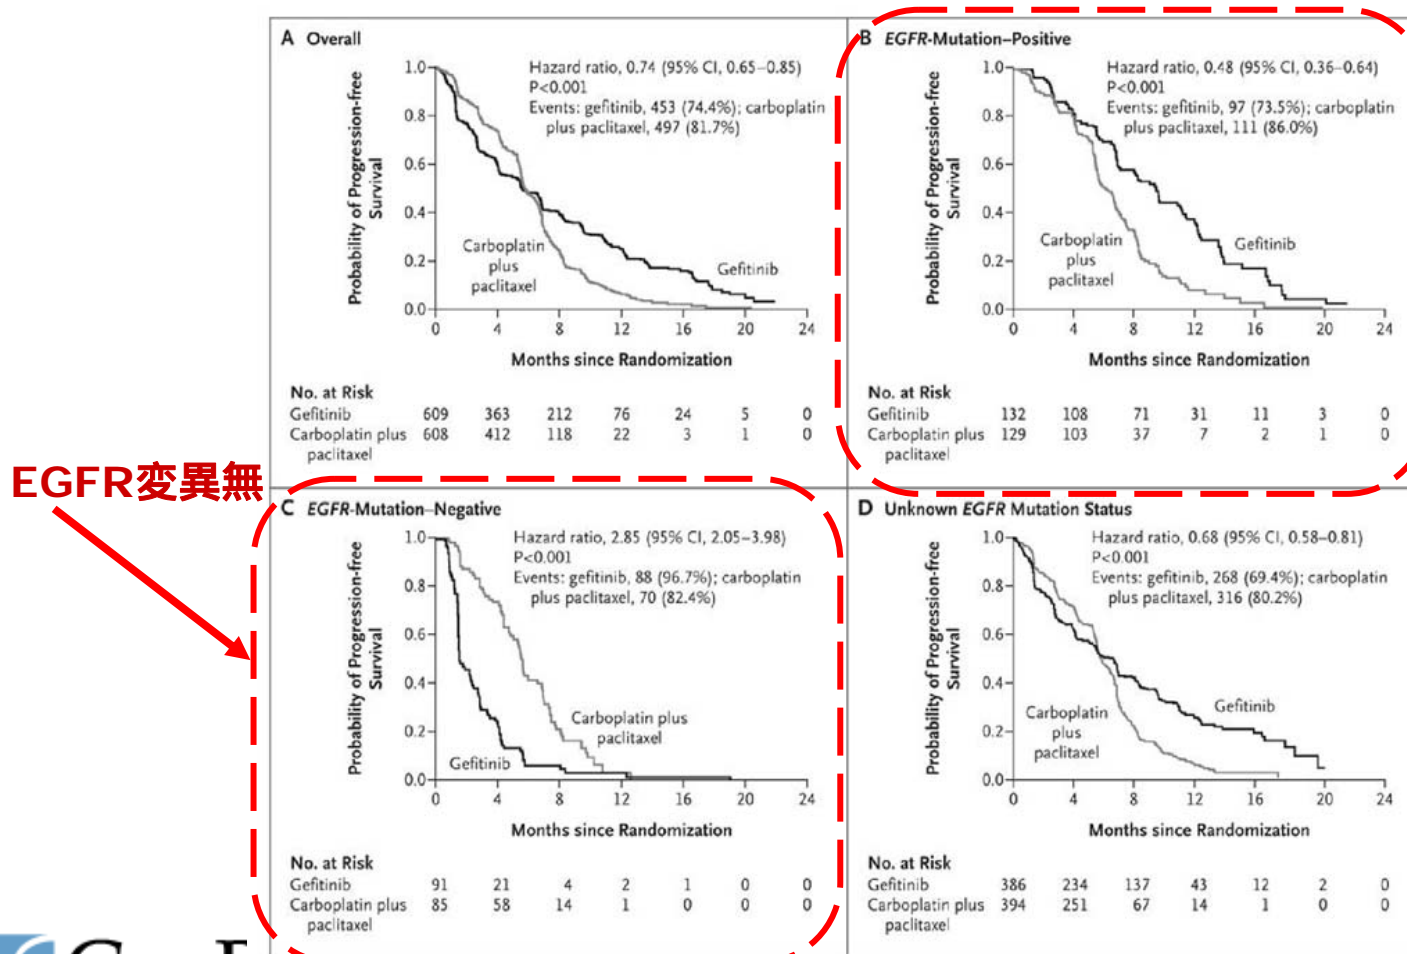 A Overall
Hazard ratio, 0.74 (95% CI, 0.65–0.85)
P<0.001
Events: gefitinib, 453 (74.4%); carboplatin
plus paclitaxel, 497 (81.7%)
Probability of Progression-free
Survival
1.0
0.8
0.6
0.4
0.2
0.0
Carboplatin
plus
paclitaxel
Gefitinib
0 4 8 12 16 20 24
Months since Randomization
No. at Risk
Gefitinib 609 363 212 76 24 5 0
Carboplatin plus 608 412 118 22 3 1 0
paclitaxel
B EGFR-Mutation–Positive
Hazard ratio, 0.48 (95% CI, 0.36–0.64)
P<0.001
Events: gefitinib, 97 (73.5%); carboplatin
plus paclitaxel, 111 (86.0%)
Probability of Progression-free
Survival
1.0
0.8
0.6
0.4
0.2
0.0
Carboplatin
plus
paclitaxel
Gefitinib
0 4 8 12 16 20 24
Months since Randomization
No. at Risk
Gefitinib 132 108 71 31 11 3 0
Carboplatin plus 129 103 37 7 2 1 0
paclitaxel
EGFR変異無
C EGFR-Mutation–Negative
Hazard ratio, 2.85 (95% CI, 2.05–3.98)
P<0.001
Events: gefitinib, 88 (96.7%); carboplatin
plus paclitaxel, 70 (82.4%)
Probability of Progression-free
Survival
1.0
0.8
0.6
0.4
0.2
0.0
Carboplatin plus
paclitaxel
Gefitinib
0 4 8 12 16 20 24
Months since Randomization
No. at Risk
Gefitinib 91 21 4 2 1 0 0
Carboplatin plus 85 58 14 1 0 0 0
paclitaxel
D Unknown EGFR Mutation Status
Hazard ratio, 0.68 (95% CI, 0.58–0.81)
P<0.001
Events: gefitinib, 268 (69.4%); carboplatin
plus paclitaxel, 316 (80.2%)
Probability of Progression-free
Survival
1.0
0.8
0.6
0.4
0.2
0.0
Carboplatin
plus
paclitaxel
Gefitinib
0 4 8 12 16 20 24
Months since Randomization
No. at Risk
Gefitinib 386 234 137 43 12 2 0
Carboplatin plus 394 251 67 14 1 0 0
paclitaxel